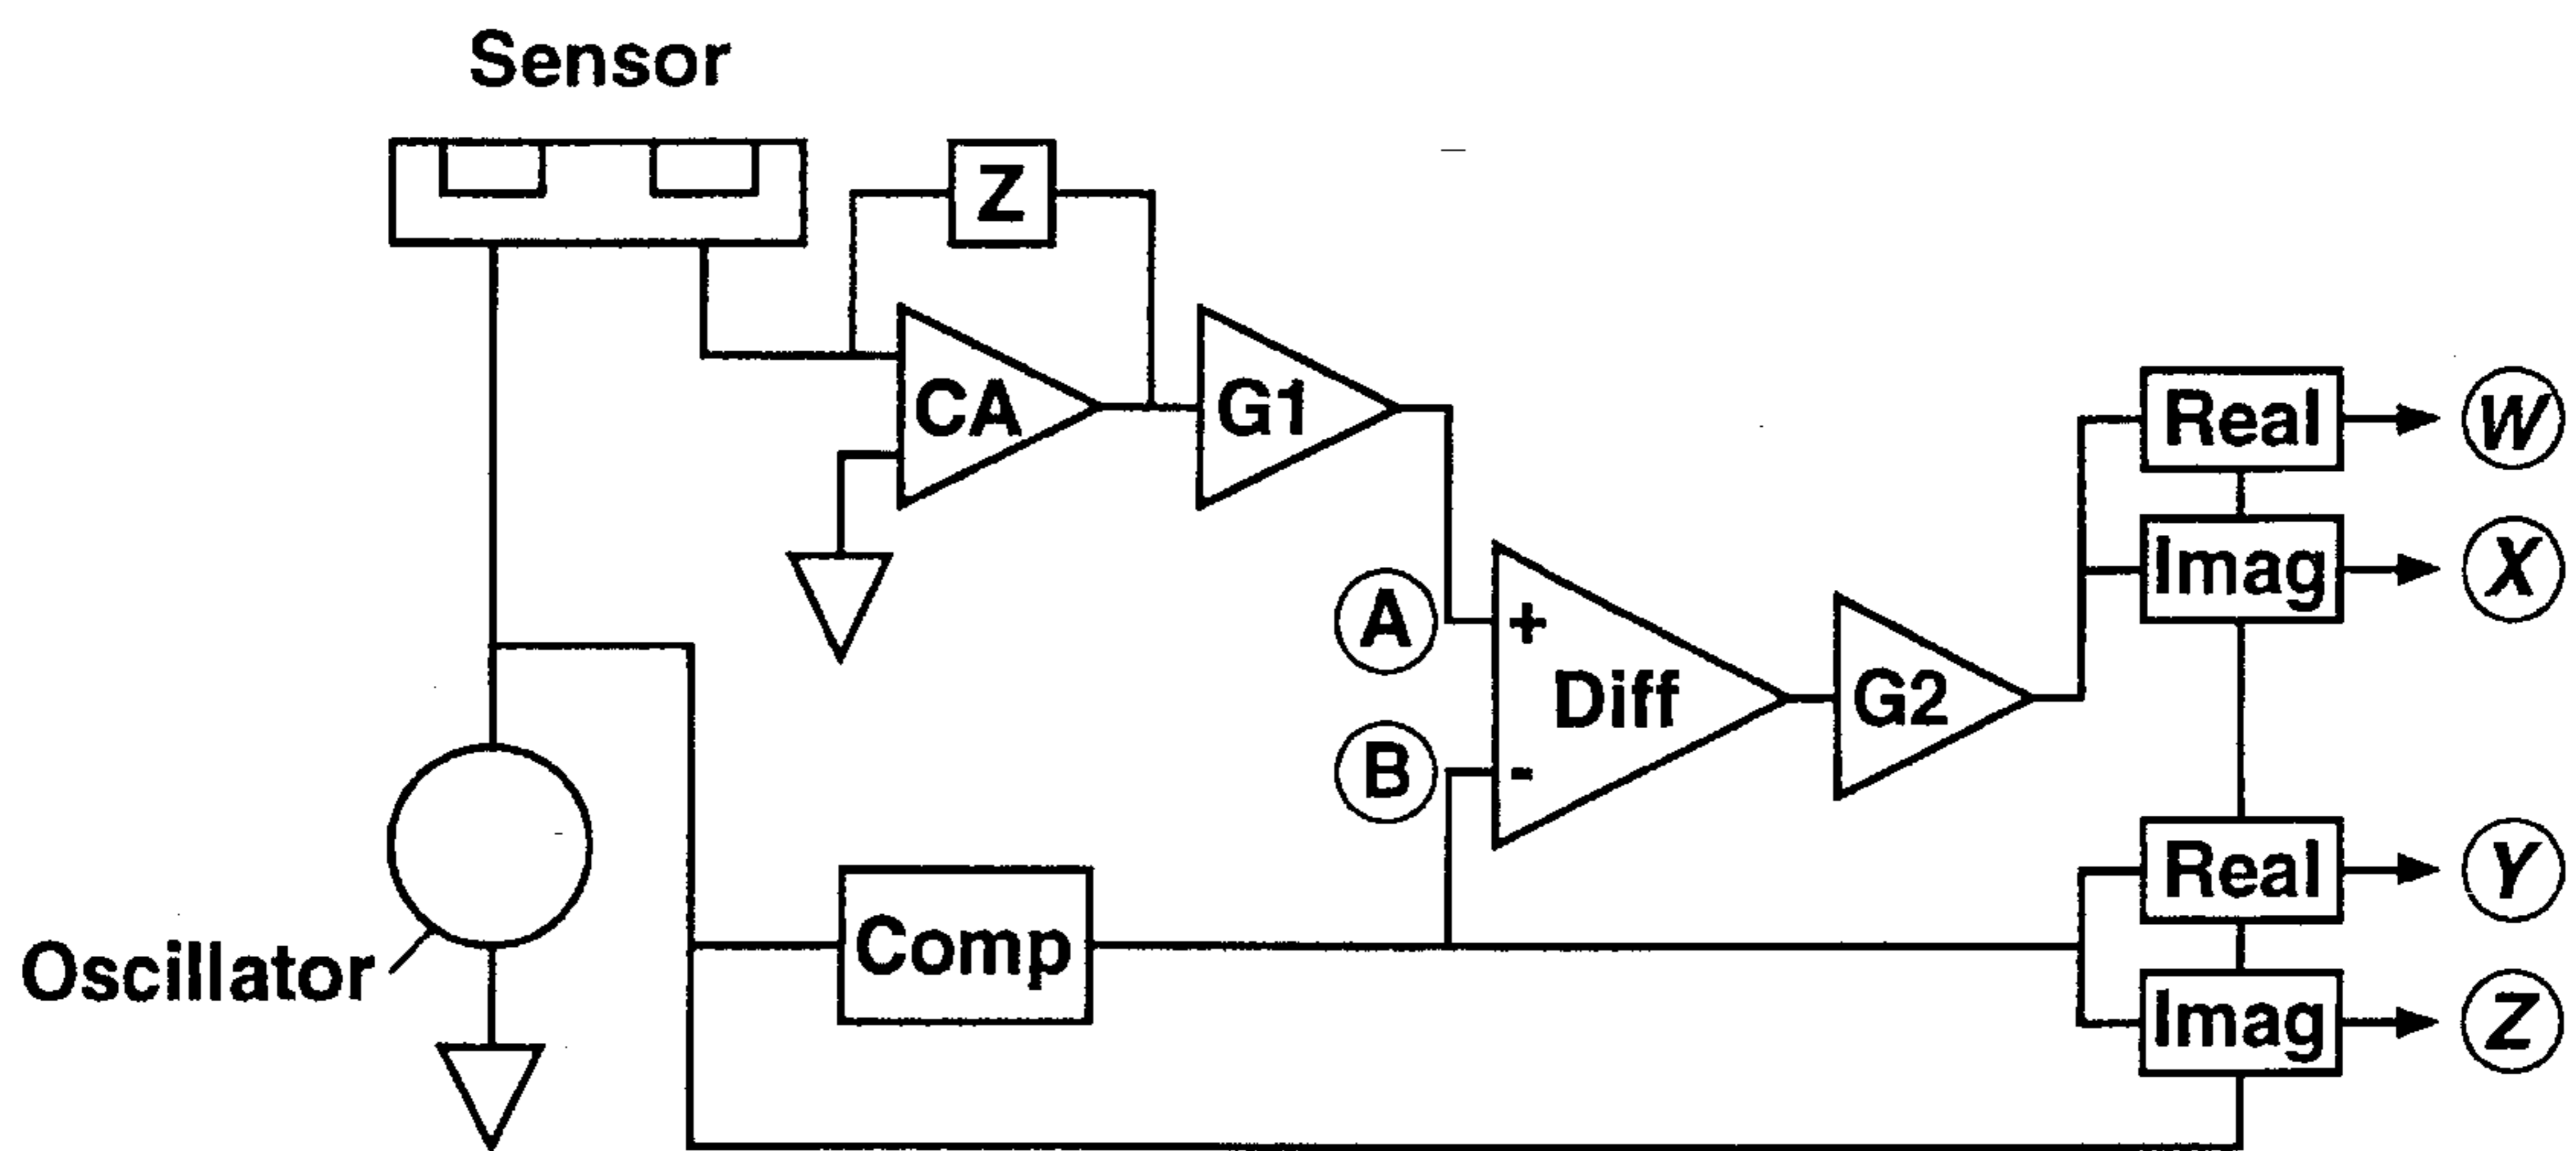 Sensor
Z
CA
G1
Real
W
Imag
X
A
+
Diff
G2
B
-
Real
Y
Oscillator
Comp
Imag
Z